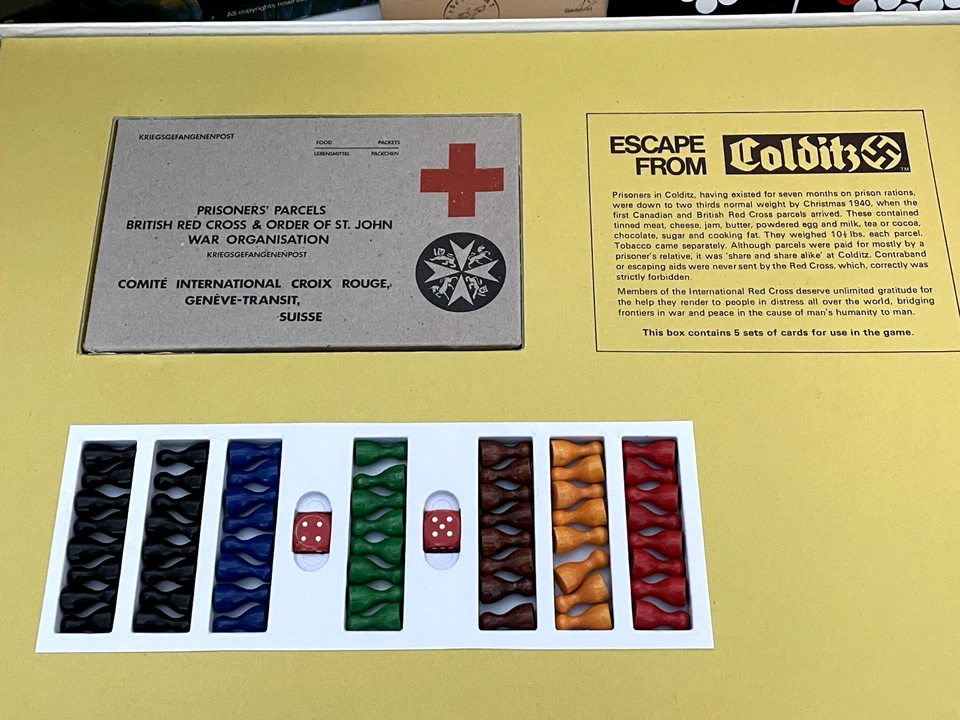 All copyrights reser
KRIEGSGEFANGENENPOST
FOOD PACKETS
LEBENSMITTEL PÄCKCHEN
PRISONERS' PARCELS
BRITISH RED CROSS & ORDER OF ST. JOHN
WAR ORGANISATION
KRIEGSGEFANGENENPOST
COMITÉ INTERNATIONAL CROIX ROUGE,
GENÊVE-TRANSIT,
SUISSE
ESCAPE
FROM
Colditz
TM
Prisoners in Colditz, having existed for seven months on prison rations,
were down to two thirds normal weight by Christmas 1940, when the
first Canadian and British Red Cross parcels arrived. These contained
tinned meat, cheese, jam, butter, powdered egg and milk, tea or cocoa,
chocolate, sugar and cooking fat. They weighed 10½ lbs. each parcel.
Tobacco came separately. Although parcels were paid for mostly by a
prisoner's relative, it was 'share and share alike' at Colditz. Contraband
or escaping aids were never sent by the Red Cross, which, correctly was
strictly forbidden.
Members of the International Red Cross deserve unlimited gratitude for
the help they render to people in distress all over the world, bridging
frontiers in war and peace in the cause of man's humanity to man.
This box contains 5 sets of cards for use in the game.